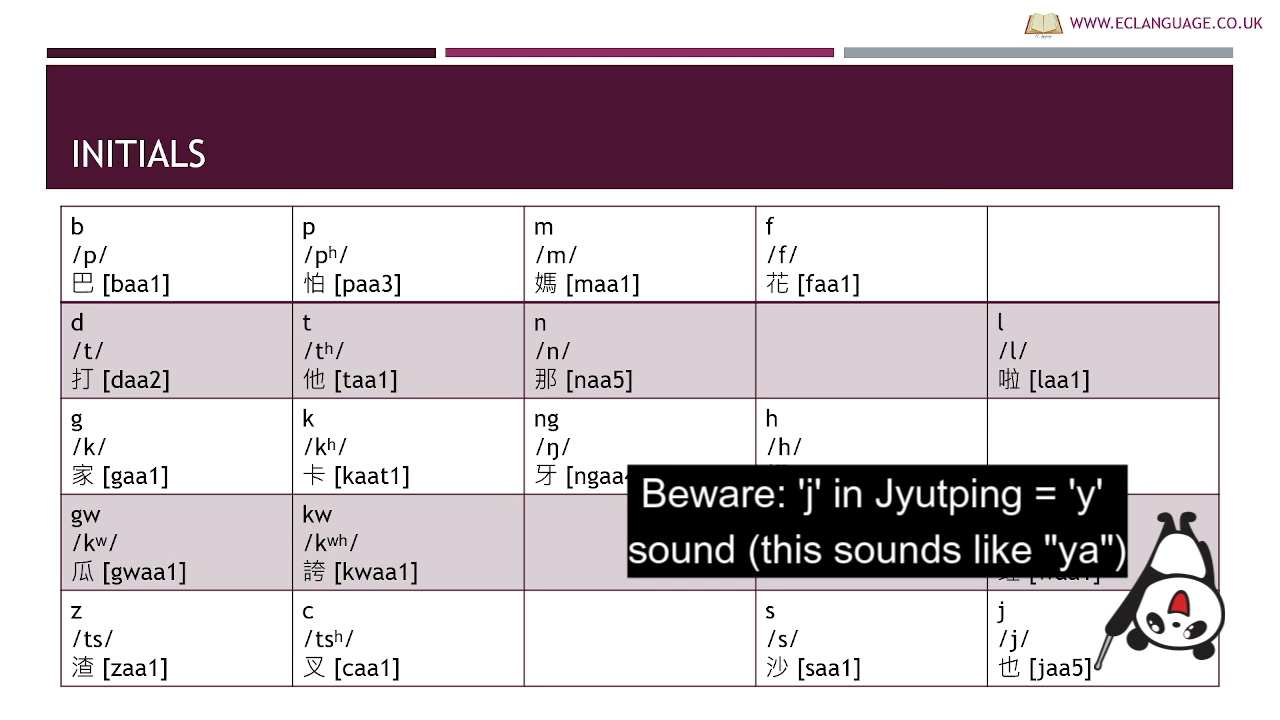 WWW.ECLANGUAGE.CO.UK
INITIALS
b
/p/
巴 [baa1]
p
/pʰ/
怕 [paa3]
m
/m/
媽 [maa1]
f
/f/
花 [faa1]
d
/t/
打 [daa2]
t
/tʰ/
他 [taa1]
n
/n/
那 [naa5]
l
/l/
啦 [laa1]
g
/k/
家 [gaa1]
k
/kʰ/
卡 [kaat1]
ng
/ŋ/
牙
h
/h/
gw
/kʷ/
瓜 [gwaa1]
kw
/kʷʰ/
誇 [kwaa1]
Beware: 'j' in Jyutping = 'y'
sound (this sounds like "ya")
z
/ts/
渣 [zaa1]
c
/tsʰ/
叉 [caa1]
s
/s/
沙 [saa1]
j
/j/
也 [jaa5]